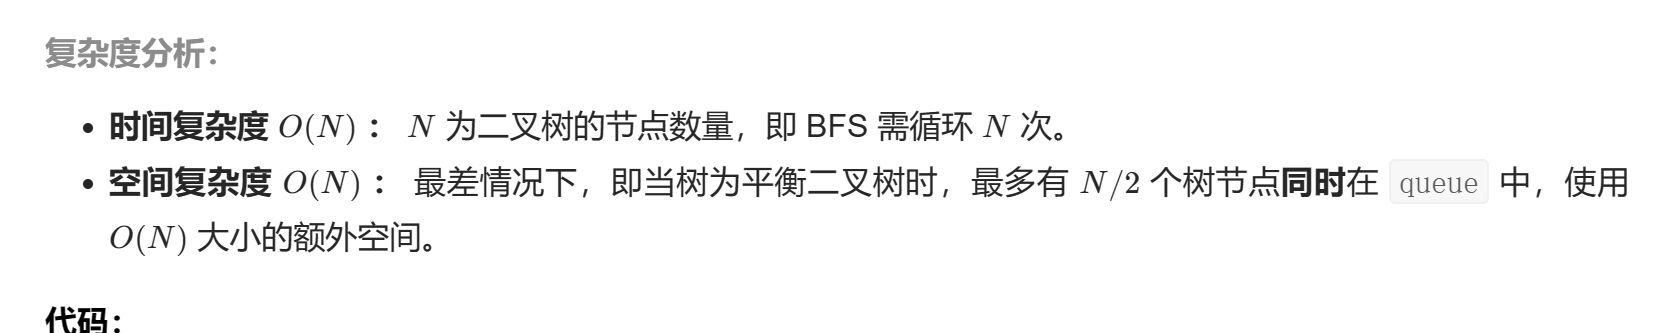 复杂度分析：
• 时间复杂度 O(N) ： N 为二叉树的节点数量，即 BFS 需循环 N 次。
• 空间复杂度 O(N) ： 最差情况下，即当树为平衡二叉树时，最多有 N/2 个树节点同时在 queue 中，使用
O(N) 大小的额外空间。
代码：